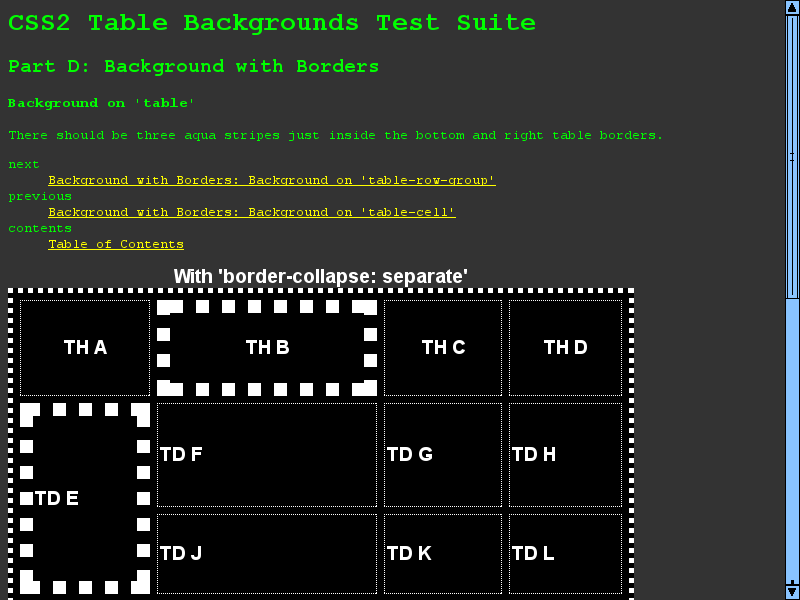 CSS2 Table Backgrounds Test Suite
Part D: Background with Borders
Background on 'table'
There should be three aqua stripes just inside the bottom and right table borders.
next
Background with Borders: Background on 'table-row-group'
previous
Background with Borders: Background on 'table-cell'
contents
Table of Contents
With 'border-collapse: separate'
TH A TH B TH C TH D
TD F TD G TD H
TD E
TD J TD K TD L